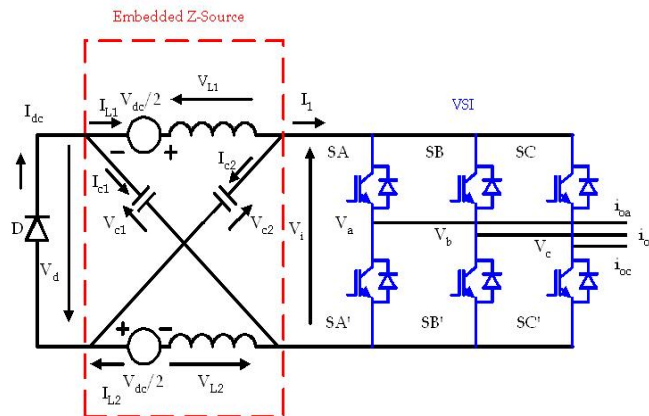 Embedded Z-Source
V_L1
I_dc
I_L1
V_dc/2
I_1
VSI
− +
I_c1
I_c2
SA SB SC
D
V_c1
V_c2
V_i
V_a
V_b
V_c
i_oa
i_o
i_oc
V_d
+ −
SA' SB' SC'
I_L2
V_dc/2
V_L2